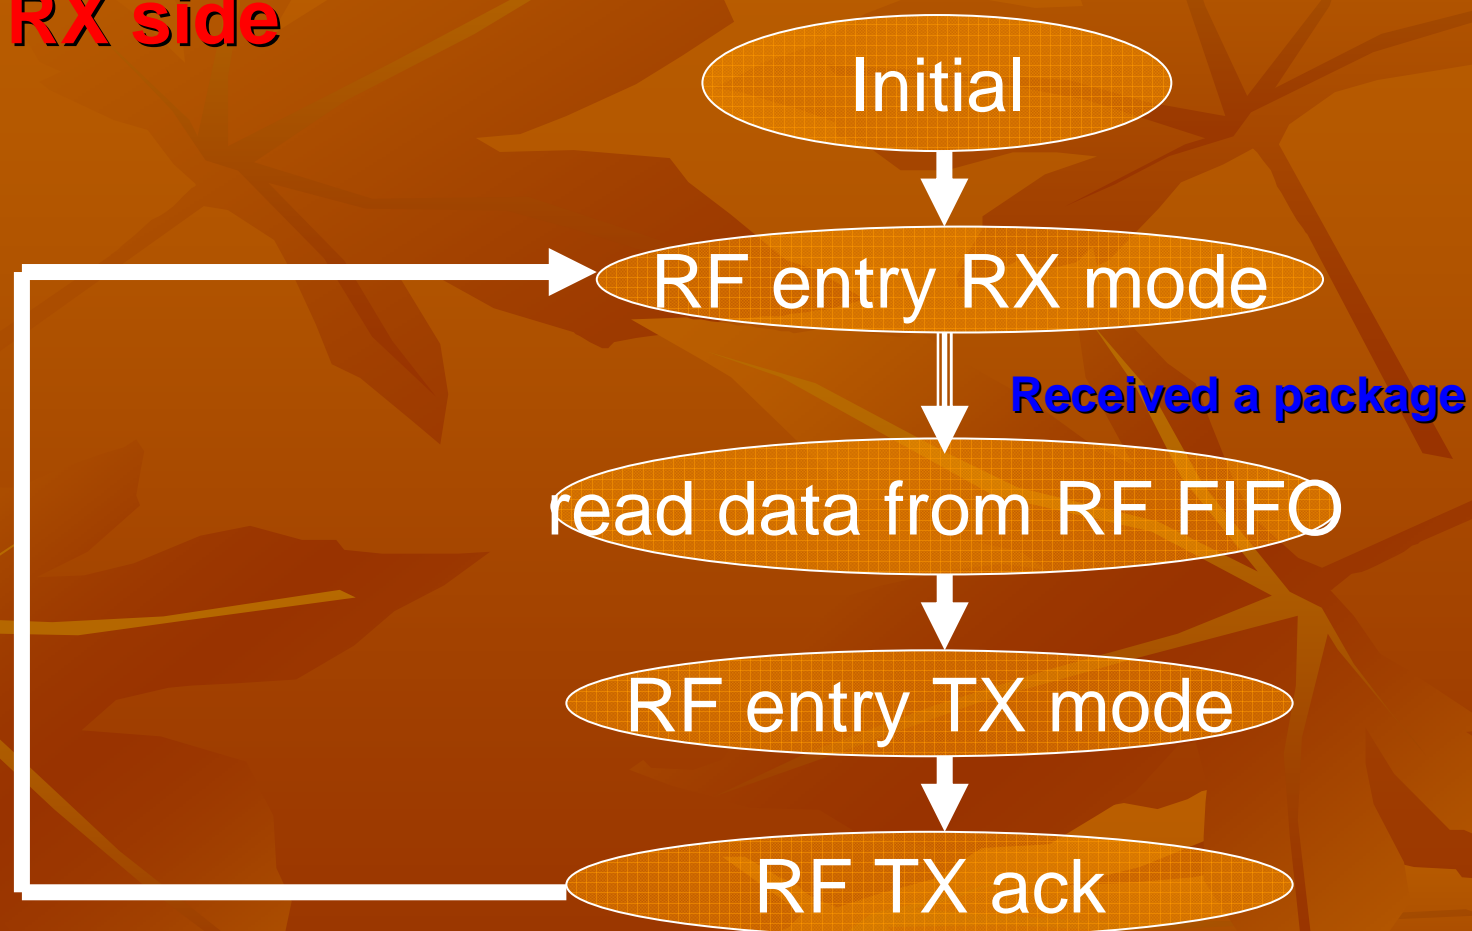 RX side
Initial
RF entry RX mode
Received a package
read data from RF FIFO
RF entry TX mode
RF TX ack